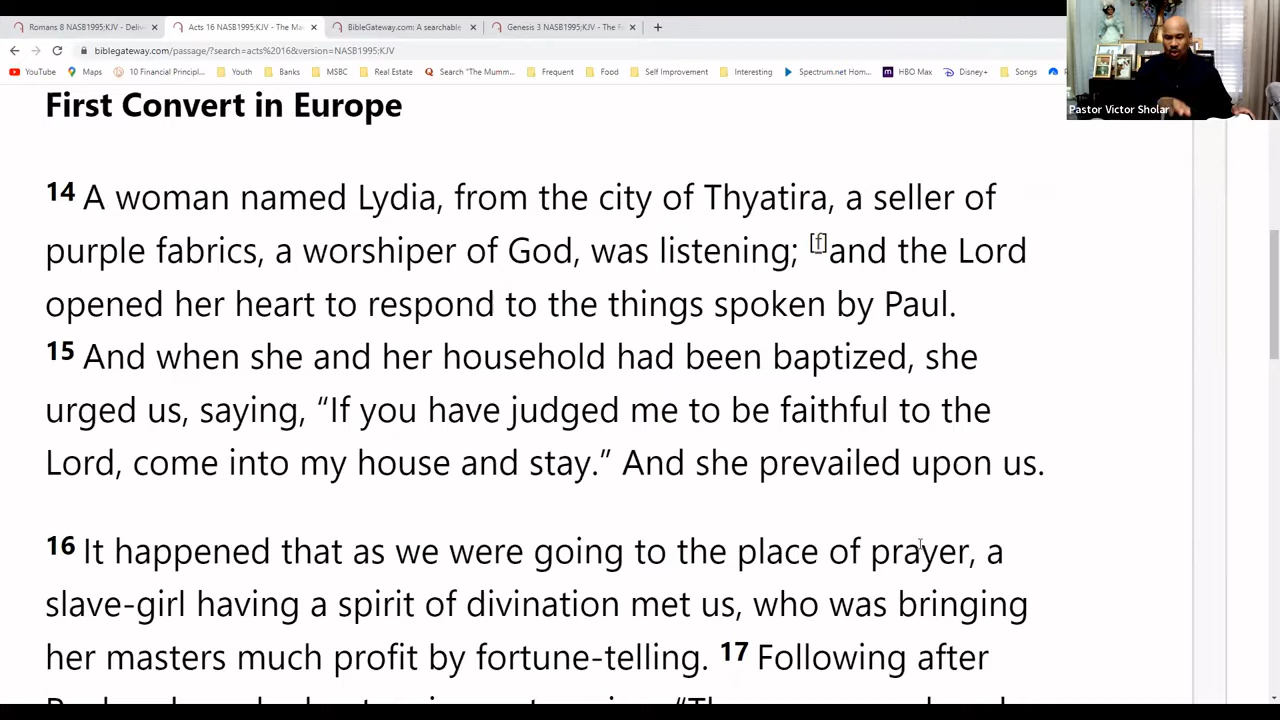 Romans 8 NASB1995;KJV - Deliv
Acts 16 NASB1995;KJV - The Ma
BibleGateway.com: A searchable
Genesis 3 NASB1995;KJV - The F
biblegateway.com/passage/?search=acts%2016&version=NASB1995;KJV
YouTube Maps 10 Financial Principl... Youth Banks MSBC Real Estate Search "The Mumm... Frequent Food Self Improvement Interesting Spectrum.net Hom... HBO Max Disney+ Songs
Pastor Victor Sholar
First Convert in Europe
14 A woman named Lydia, from the city of Thyatira, a seller of
purple fabrics, a worshiper of God, was listening; [f]and the Lord
opened her heart to respond to the things spoken by Paul.
15 And when she and her household had been baptized, she
urged us, saying, “If you have judged me to be faithful to the
Lord, come into my house and stay.” And she prevailed upon us.
16 It happened that as we were going to the place of prayer, a
slave-girl having a spirit of divination met us, who was bringing
her masters much profit by fortune-telling. 17 Following after